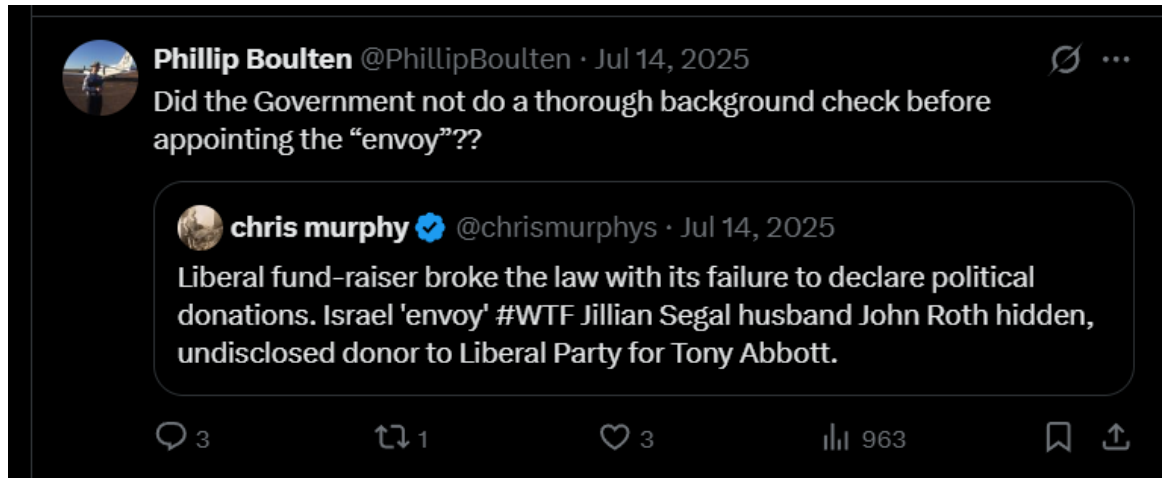 Phillip Boulten @PhillipBoulten · Jul 14, 2025
Did the Government not do a thorough background check before
appointing the “envoy”??
chris murphy @chrismurphys · Jul 14, 2025
Liberal fund-raiser broke the law with its failure to declare political
donations. Israel 'envoy' #WTF Jillian Segal husband John Roth hidden,
undisclosed donor to Liberal Party for Tony Abbott.
3 1 3 963